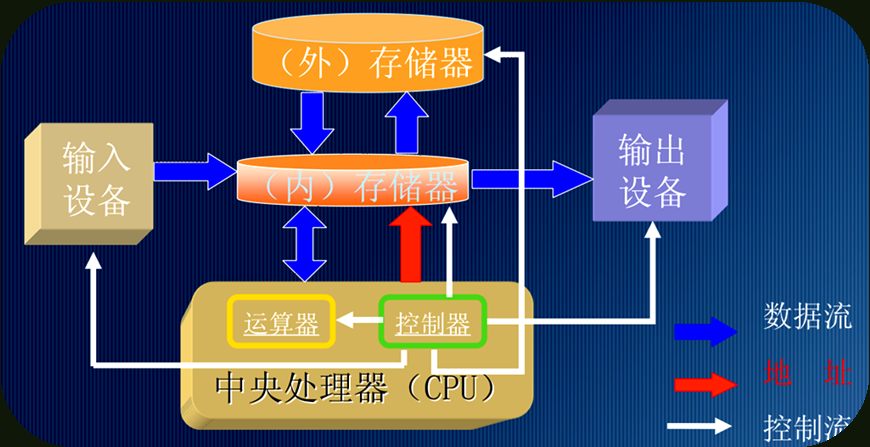 （外）存储器
输入
设备
（内）存储器
输出
设备
运算器
控制器
中央处理器（CPU）
数据流
地 址
控制流